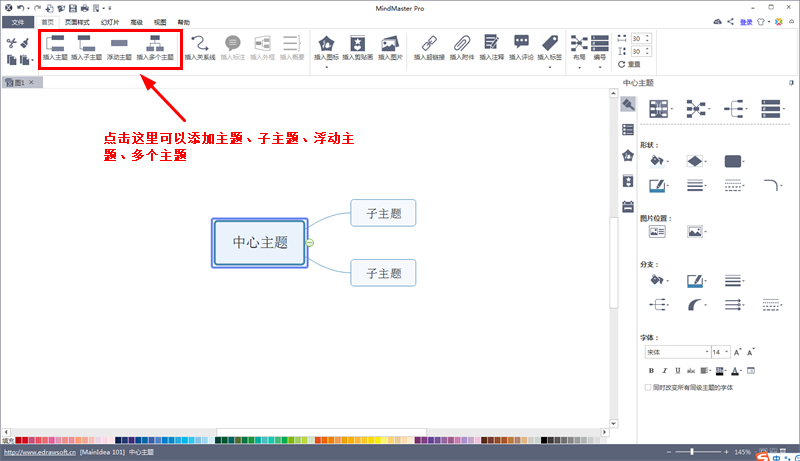 MindMaster Pro
文件 首页 页面样式 幻灯片 高级 视图 帮助
登录
插入主题 插入子主题 浮动主题 插入多个主题 插入关系线 插入标注 插入外框 插入概要 插入图标 插入剪贴画 插入图片 插入超链接 插入附件 插入注释 插入评论 插入标签 布局 编号
30
30
重置
图1
中心主题
点击这里可以添加主题、子主题、浮动主
题、多个主题
子主题
中心主题
子主题
形状：
图片位置：
分支：
字体：
宋体 14
B I U abc
同时改变所有同级主题的字体
填充
http://www.edrawsoft.cn [MainIdea 101] 中心主题
145%
中